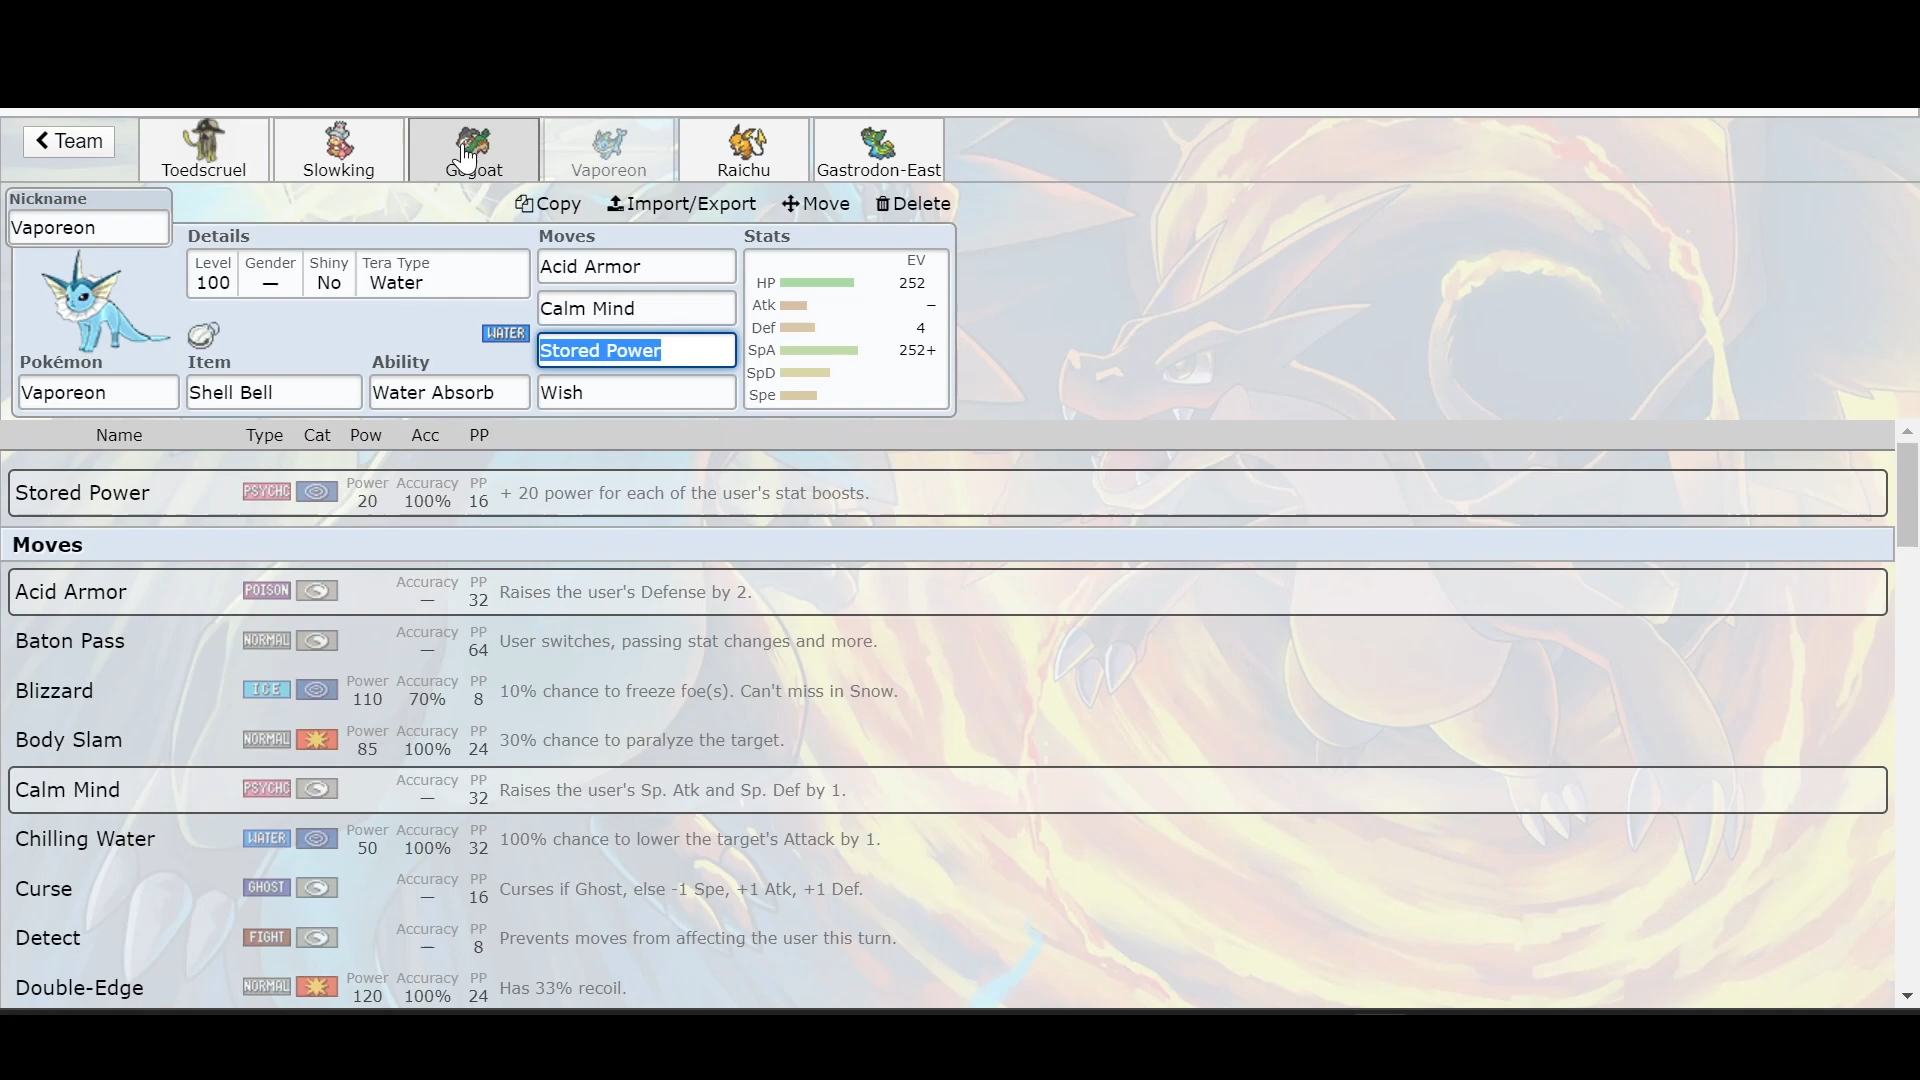 Team
Toedscruel
Slowking
Gogoat
Vaporeon
Raichu
Gastrodon-East
Nickname
Vaporeon
Copy
Import/Export
Move
Delete
Details
Level
100
Gender
—
Shiny
No
Tera Type
Water
WATER
Pokémon
Vaporeon
Item
Shell Bell
Ability
Water Absorb
Moves
Acid Armor
Calm Mind
Stored Power
Wish
Stats
EV
HP 252
Atk –
Def 4
SpA 252+
SpD
Spe
Name Type Cat Pow Acc PP
Stored Power PSYCHC Power 20 Accuracy 100% PP 16 + 20 power for each of the user's stat boosts.
Moves
Acid Armor POISON Accuracy — PP 32 Raises the user's Defense by 2.
Baton Pass NORMAL Accuracy — PP 64 User switches, passing stat changes and more.
Blizzard ICE Power 110 Accuracy 70% PP 8 10% chance to freeze foe(s). Can't miss in Snow.
Body Slam NORMAL Power 85 Accuracy 100% PP 24 30% chance to paralyze the target.
Calm Mind PSYCHC Accuracy — PP 32 Raises the user's Sp. Atk and Sp. Def by 1.
Chilling Water WATER Power 50 Accuracy 100% PP 32 100% chance to lower the target's Attack by 1.
Curse GHOST Accuracy — PP 16 Curses if Ghost, else -1 Spe, +1 Atk, +1 Def.
Detect FIGHT Accuracy — PP 8 Prevents moves from affecting the user this turn.
Double-Edge NORMAL Power 120 Accuracy 100% PP 24 Has 33% recoil.